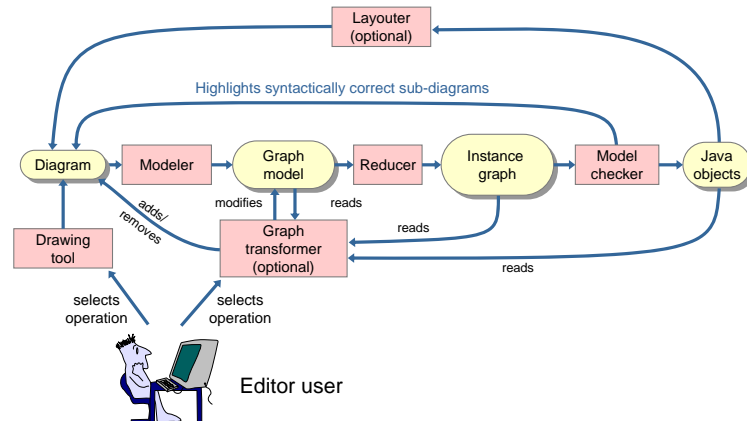 Layouter
(optional)
Highlights syntactically correct sub-diagrams
Diagram
Modeler
Graph
model
Reducer
Instance
graph
Model
checker
Java
objects
adds/
removes
modifies
reads
Drawing
tool
Graph
transformer
(optional)
reads
reads
selects
operation
selects
operation
Editor user